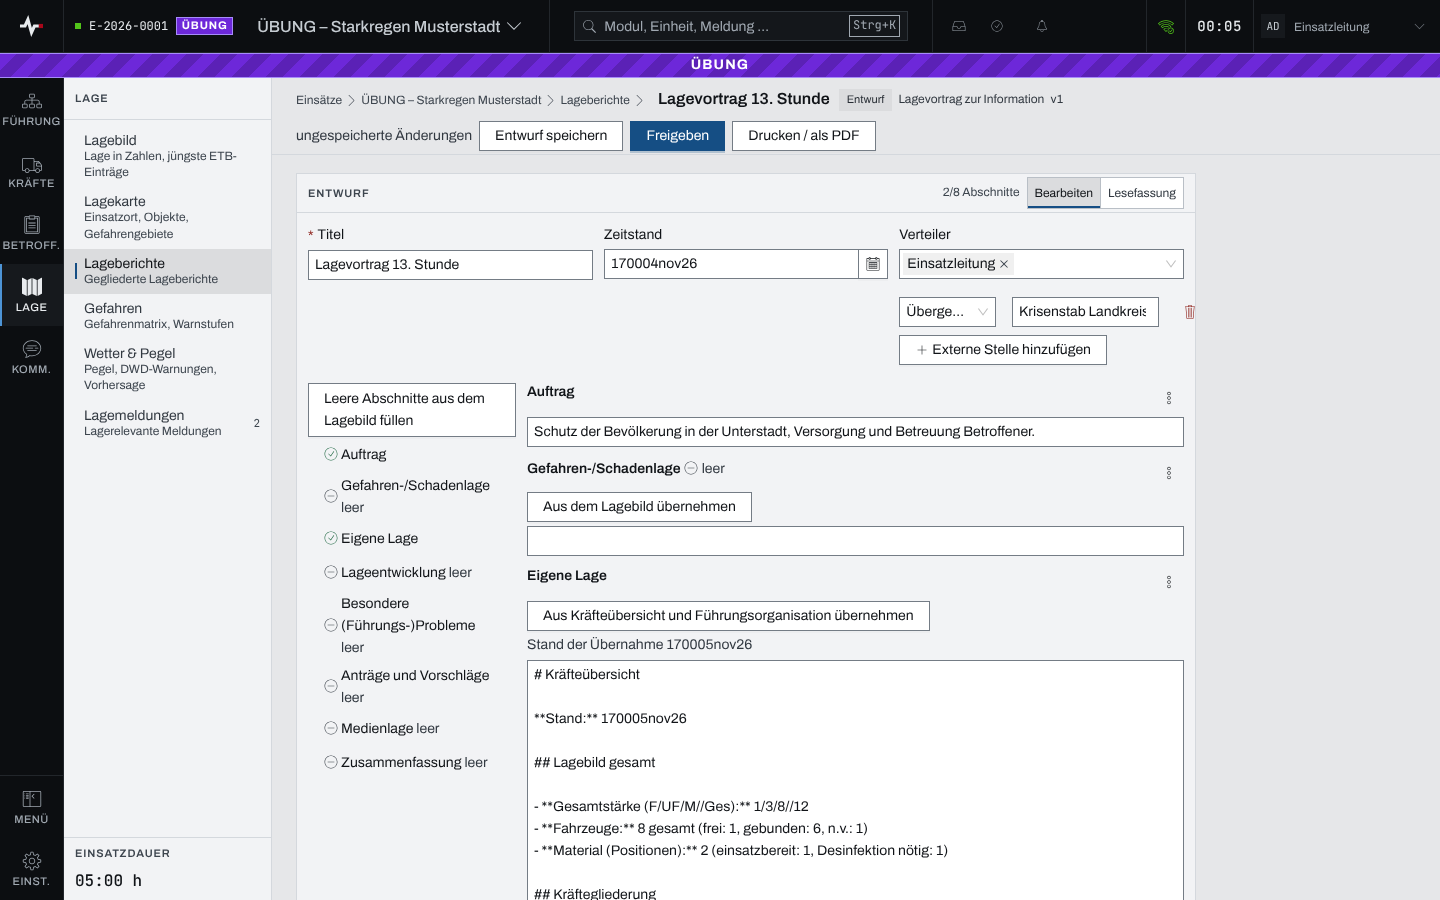 E-2026-0001 ÜBUNG ÜBUNG – Starkregen Musterstadt Modul, Einheit, Meldung ... Strg+K 00:05 AD Einsatzleitung
ÜBUNG
FÜHRUNG
KRÄFTE
BETROFF.
LAGE
KOMM.
MENÜ
EINST.
LAGE
Lagebild
Lage in Zahlen, jüngste ETB-
Einträge
Lagekarte
Einsatzort, Objekte,
Gefahrengebiete
Lageberichte
Gegliederte Lageberichte
Gefahren
Gefahrenmatrix, Warnstufen
Wetter & Pegel
Pegel, DWD-Warnungen,
Vorhersage
Lagemeldungen 2
Lagerelevante Meldungen
EINSATZDAUER
05:00 h
Einsätze ÜBUNG – Starkregen Musterstadt Lageberichte Lagevortrag 13. Stunde Entwurf Lagevortrag zur Information v1
ungespeicherte Änderungen Entwurf speichern Freigeben Drucken / als PDF
ENTWURF 2/8 Abschnitte Bearbeiten Lesefassung
* Titel Zeitstand Verteiler
Lagevortrag 13. Stunde 170004nov26 Einsatzleitung
Überge... Krisenstab Landkreis
Externe Stelle hinzufügen
Leere Abschnitte aus dem
Lagebild füllen
Auftrag
Gefahren-/Schadenlage
leer
Eigene Lage
Lageentwicklung leer
Besondere
(Führungs-)Probleme
leer
Anträge und Vorschläge
leer
Medienlage leer
Zusammenfassung leer
Auftrag
Schutz der Bevölkerung in der Unterstadt, Versorgung und Betreuung Betroffener.
Gefahren-/Schadenlage leer
Aus dem Lagebild übernehmen
Eigene Lage
Aus Kräfteübersicht und Führungsorganisation übernehmen
Stand der Übernahme 170005nov26
# Kräfteübersicht
**Stand:** 170005nov26
## Lagebild gesamt
- **Gesamtstärke (F/UF/M//Ges):** 1/3/8//12
- **Fahrzeuge:** 8 gesamt (frei: 1, gebunden: 6, n.v.: 1)
- **Material (Positionen):** 2 (einsatzbereit: 1, Desinfektion nötig: 1)
## Kräftegliederung